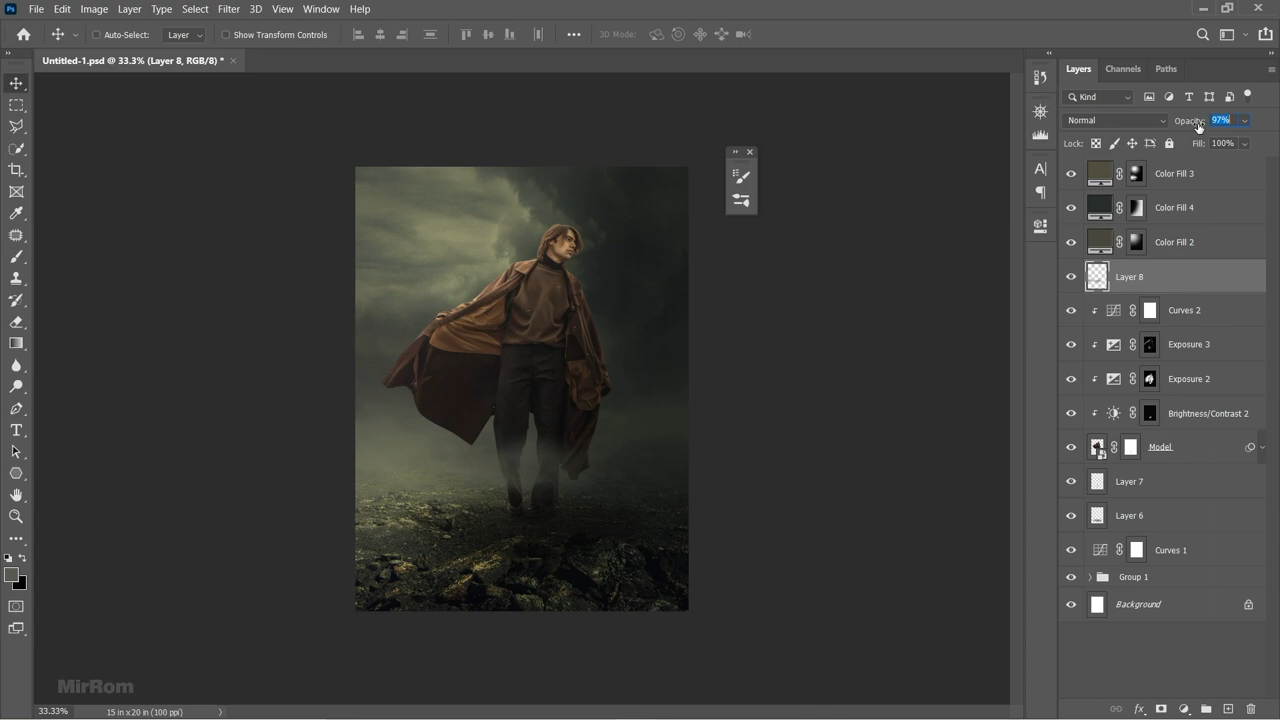 Ps File Edit Image Layer Type Select Filter 3D View Window Help
Auto-Select: Layer Show Transform Controls 3D Mode:
Untitled-1.psd @ 33.3% (Layer 8, RGB/8) *
Layers Channels Paths
Kind
Normal Opacity: 97%
Lock: Fill: 100%
Color Fill 3
Color Fill 4
Color Fill 2
Layer 8
Curves 2
Exposure 3
Exposure 2
Brightness/Contrast 2
Model
Layer 7
Layer 6
Curves 1
Group 1
Background
MirRom
33.33% 15 in x 20 in (100 ppi)